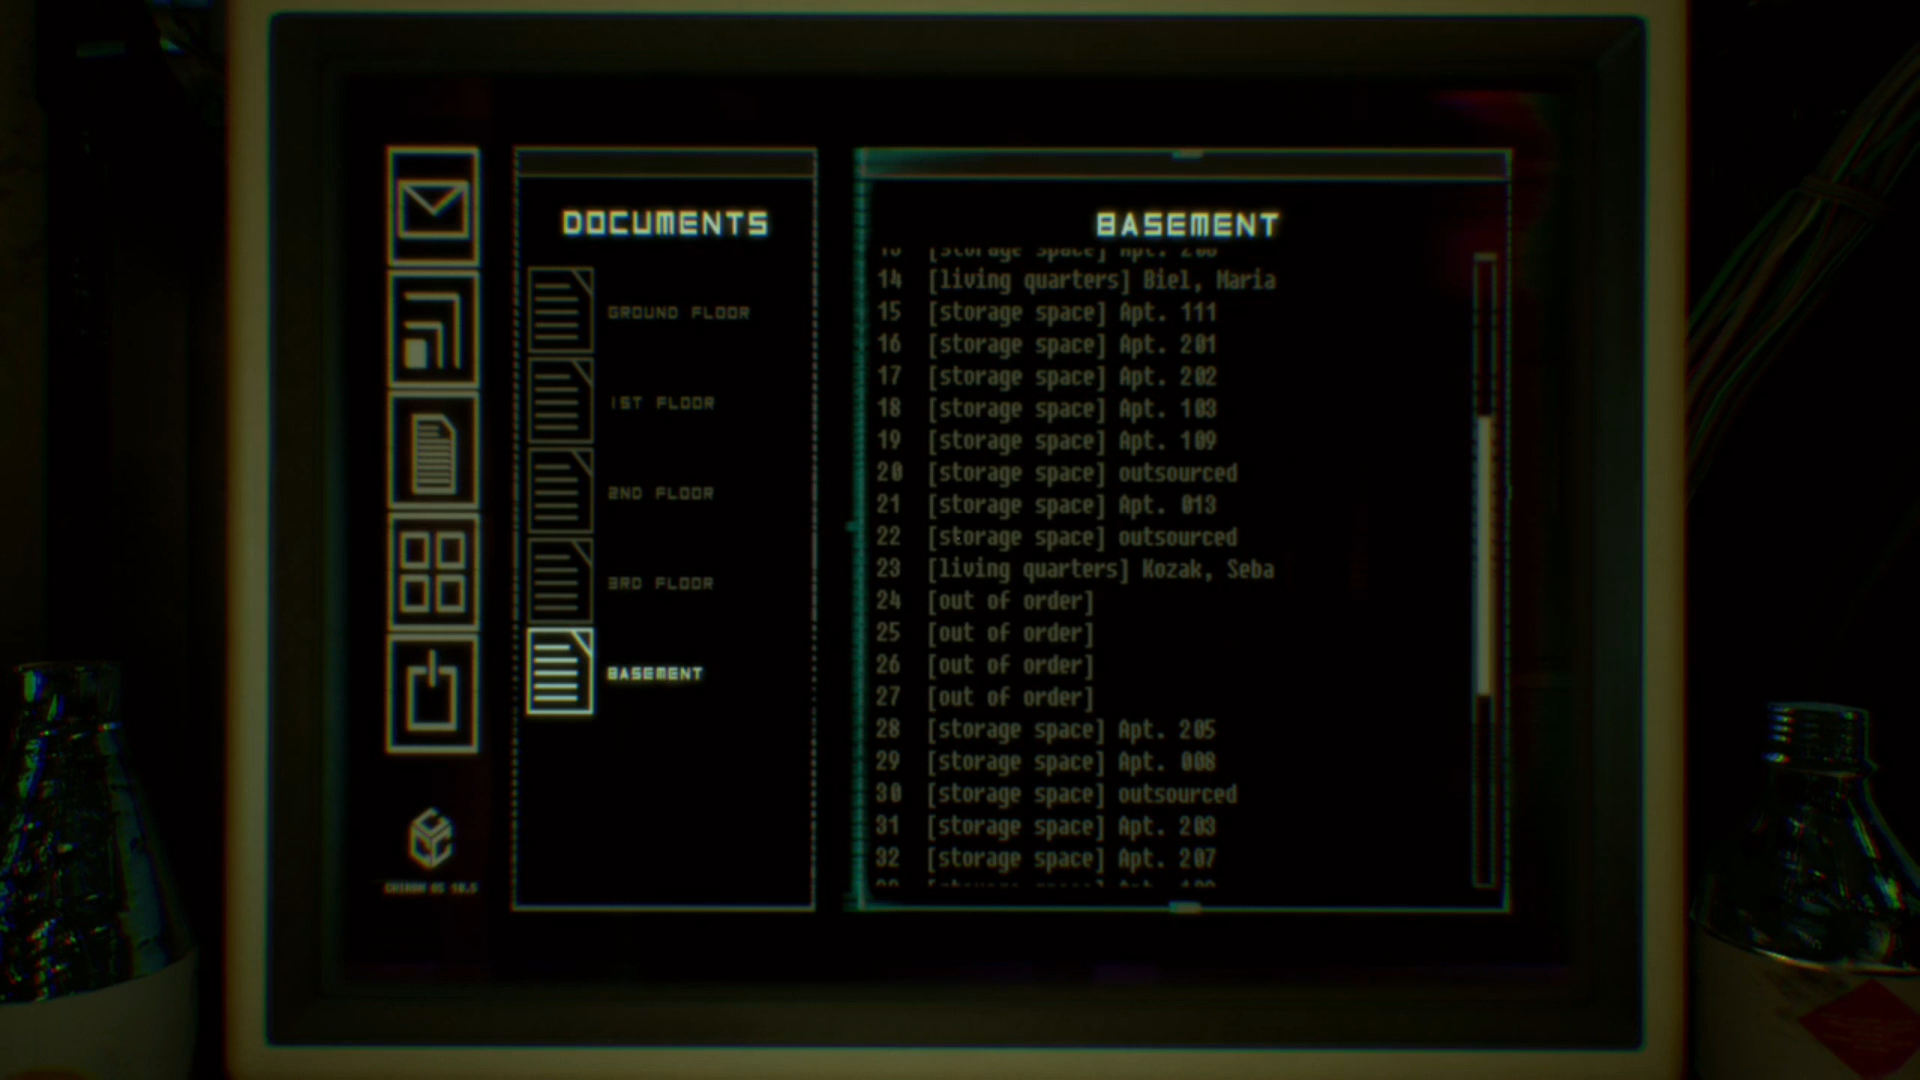 DOCUMENTS
GROUND FLOOR
1ST FLOOR
2ND FLOOR
3RD FLOOR
BASEMENT
CHIRON OS 10.5
BASEMENT
14 [living quarters] Biel, Maria
15 [storage space] Apt. 111
16 [storage space] Apt. 201
17 [storage space] Apt. 202
18 [storage space] Apt. 103
19 [storage space] Apt. 109
20 [storage space] outsourced
21 [storage space] Apt. 013
22 [storage space] outsourced
23 [living quarters] Kozak, Seba
24 [out of order]
25 [out of order]
26 [out of order]
27 [out of order]
28 [storage space] Apt. 205
29 [storage space] Apt. 008
30 [storage space] outsourced
31 [storage space] Apt. 203
32 [storage space] Apt. 207